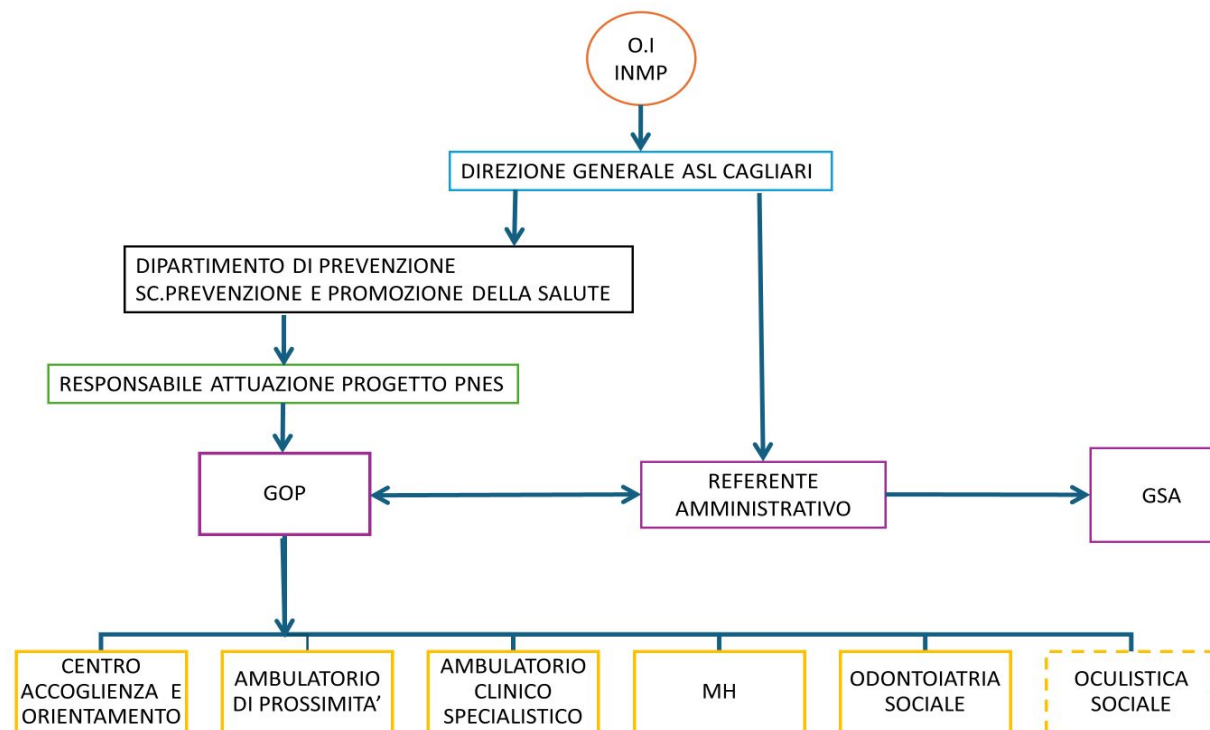 O.I
INMP
DIREZIONE GENERALE ASL CAGLIARI
DIPARTIMENTO DI PREVENZIONE
SC.PREVENZIONE E PROMOZIONE DELLA SALUTE
RESPONSABILE ATTUAZIONE PROGETTO PNES
GOP
REFERENTE
AMMINISTRATIVO
GSA
CENTRO
ACCOGLIENZA E
ORIENTAMENTO
AMBULATORIO
DI PROSSIMITA’
AMBULATORIO
CLINICO
SPECIALISTICO
MH
ODONTOIATRIA
SOCIALE
OCULISTICA
SOCIALE